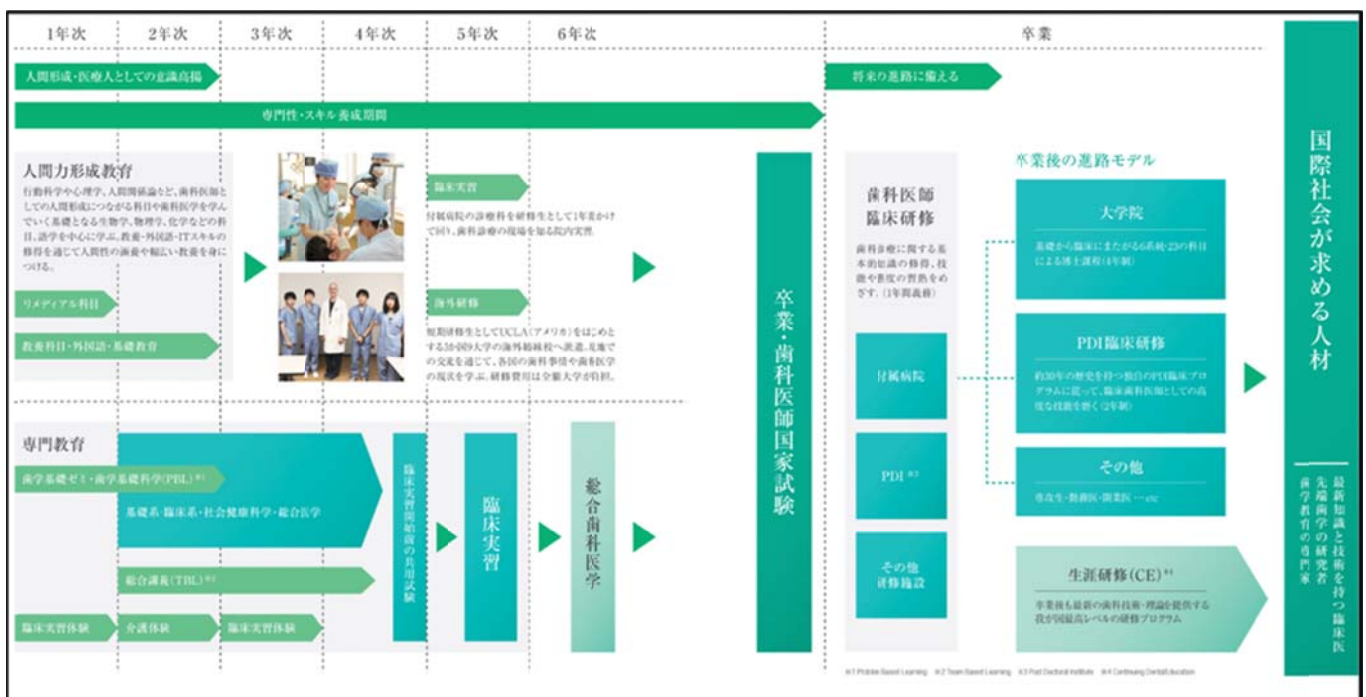 1年次 2年次 3年次 4年次 5年次 6年次 卒業
人間形成・医療人としての意識高揚
将来の進路に備える
専門性・スキル養成期間
人間力形成教育
行動科学や心理学、人間関係論など、歯科医師と
しての人間形成につながる科目や歯科医学を学ん
でいく基礎となる生物学、物理学、化学などの科
目、語学を中心に学ぶ。教養・外国語・ITスキルの
修得を通じて人間性の涵養や幅広い教養を身に
つける。
リメディアル科目
教養科目・外国語・基礎教育
臨床実習
付属病院の診療科を研修生として1年間かけ
て回り、歯科診療の現場を知る院内実習。
海外研修
短期研修生としてUCLA(アメリカ)をはじめと
する 9大学の海外姉妹校へ派遣。現地で
の交流を通じて、各国の歯科事情や歯科医学
の現状を学ぶ。研修費用は全額大学が負担。
専門教育
歯学基礎ゼミ・歯学基礎科学(PBL)※1
基礎系・臨床系・社会健康科学・総合医学
総合講義(TBL)※2
臨床実習体験
介護体験
臨床実習体験
臨床実習開始前の共用試験
臨床実習
総合歯科医学
卒業・歯科医師国家試験
歯科医師
臨床研修
歯科診療に関する基
本的知識の修得、技
能や態度の習熟をめ
ざす。(1年間義務)
付属病院
PDI ※3
その他
研修施設
卒業後の進路モデル
大学院
基礎から臨床にまたがる6系統・23の科目
による博士課程(4年制)
PDI臨床研修
約30年の歴史を持つ独自のPDI臨床プロ
グラムに従って、臨床歯科医師としての高
度な技能を磨く(2年制)
その他
専攻生・勤務医・開業医…etc
生涯研修(CE)※4
卒業後も最新の歯科技術・理論を提供する
我が国最高レベルの研修プログラム
国際社会が求める人材
最新知識と技術を持つ臨床医
先端歯学の研究者
歯学教育の専門家
※1 Problem Based Learning ※2 Team Based Learning ※3 Post Doctoral Institute ※4 Continuing Dental Education